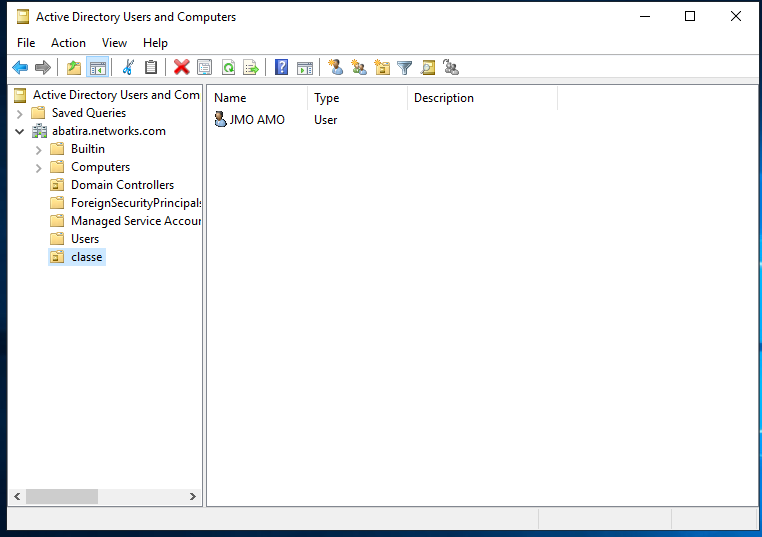 Active Directory Users and Computers
File Action View Help
Active Directory Users and Com
Saved Queries
abatira.networks.com
Builtin
Computers
Domain Controllers
ForeignSecurityPrincipals
Managed Service Accour
Users
classe
Name Type Description
JMO AMO User